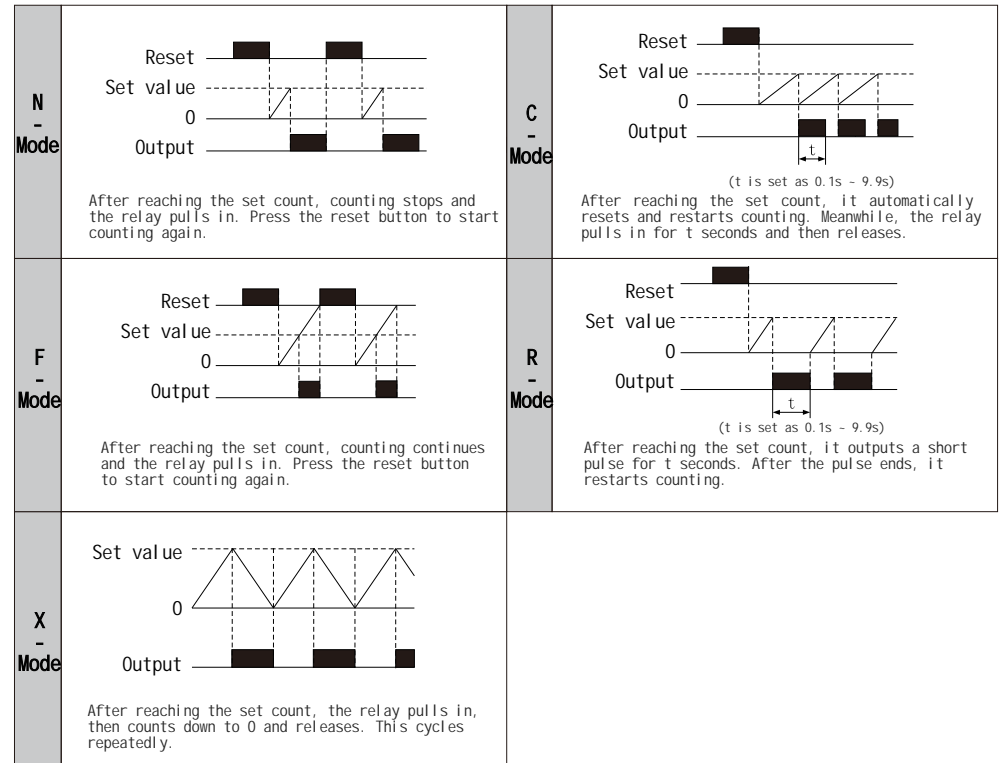 N
-
Mode
Reset
Set value
0
Output
After reaching the set count, counting stops and
the relay pulls in. Press the reset button to start
counting again.
C
-
Mode
Reset
Set value
0
Output
t
(t is set as 0.1s ~ 9.9s)
After reaching the set count, it automatically
resets and restarts counting. Meanwhile, the relay
pulls in for t seconds and then releases.
F
-
Mode
Reset
Set value
0
Output
After reaching the set count, counting continues
and the relay pulls in. Press the reset button
to start counting again.
R
-
Mode
Reset
Set value
0
Output
t
(t is set as 0.1s ~ 9.9s)
After reaching the set count, it outputs a short
pulse for t seconds. After the pulse ends, it
restarts counting.
X
-
Mode
Set value
0
Output
After reaching the set count, the relay pulls in,
then counts down to 0 and releases. This cycles
repeatedly.